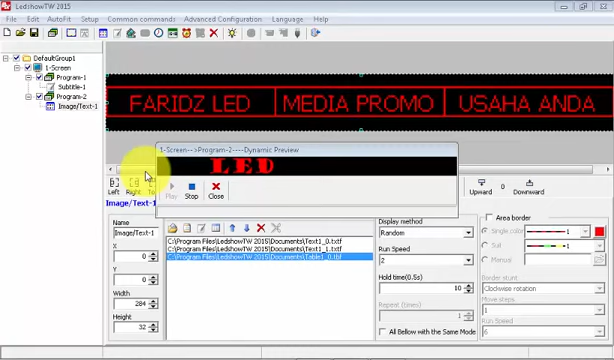 LedshowTW 2015
File Edit AutoFit Setup Common commands Advanced Configuration Language Help
DefaultGroup1
1-Screen
Program-1
Subtitle-1
Program-2
Image/Text-1
FARIDZ LED MEDIA PROMO USAHA ANDA
1-Screen-->Program-2----Dynamic Preview
LED
Play Stop Close
Left Right Upward 0 Downward
Image/Text-1
Name
Image/Text-1
X
0
Y
0
Width
284
Height
32
C:\Program Files\LedshowTW 2015\Documents\Text1_0.txtf
C:\Program Files\LedshowTW 2015\Documents\Text1_1.txtf
C:\Program Files\LedshowTW 2015\Documents\Table1_0.tbf
Display method
Random
Run Speed
2
Hold time(0.5s)
10
Repeat (times)
1
All Bellow with the Same Mode
Area border
Single color 1
Suit 1
Manual
Border stunt
Clockwise rotation
Move steps
1
Run Speed
6